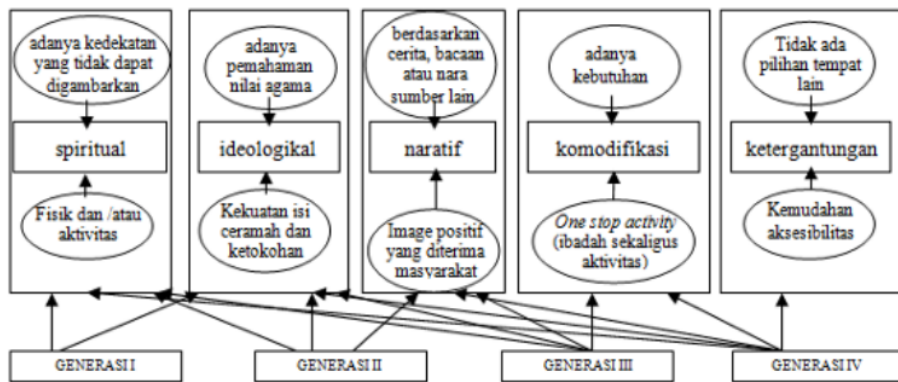 adanya kedekatan
yang tidak dapat
digambarkan
spiritual
Fisik dan /atau
aktivitas
adanya
pemahaman
nilai agama
ideologikal
Kekuatan isi
ceramah dan
ketokohan
berdasarkan
cerita, bacaan
atau nara
sumber lain
naratif
Image positif
yang diterima
masyarakat
adanya
kebutuhan
komodifikasi
One stop activity
(ibadah sekaligus
aktivitas)
Tidak ada
pilihan tempat
lain
ketergantungan
Kemudahan
aksesibilitas
GENERASI I
GENERASI II
GENERASI III
GENERASI IV